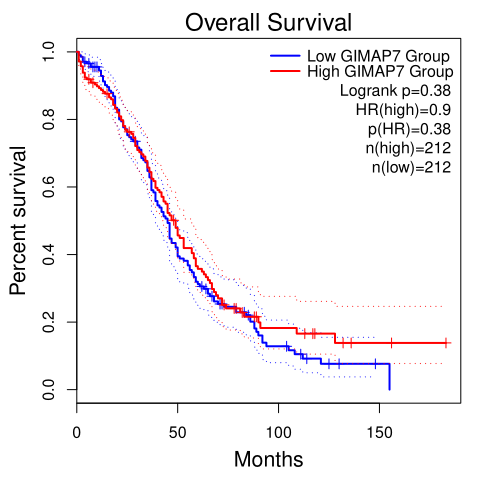 Overall Survival
Low GIMAP7 Group
High GIMAP7 Group
Logrank p=0.38
HR(high)=0.9
p(HR)=0.38
n(high)=212
n(low)=212
Percent survival
1.0
0.8
0.6
0.4
0.2
0.0
0 50 100 150
Months